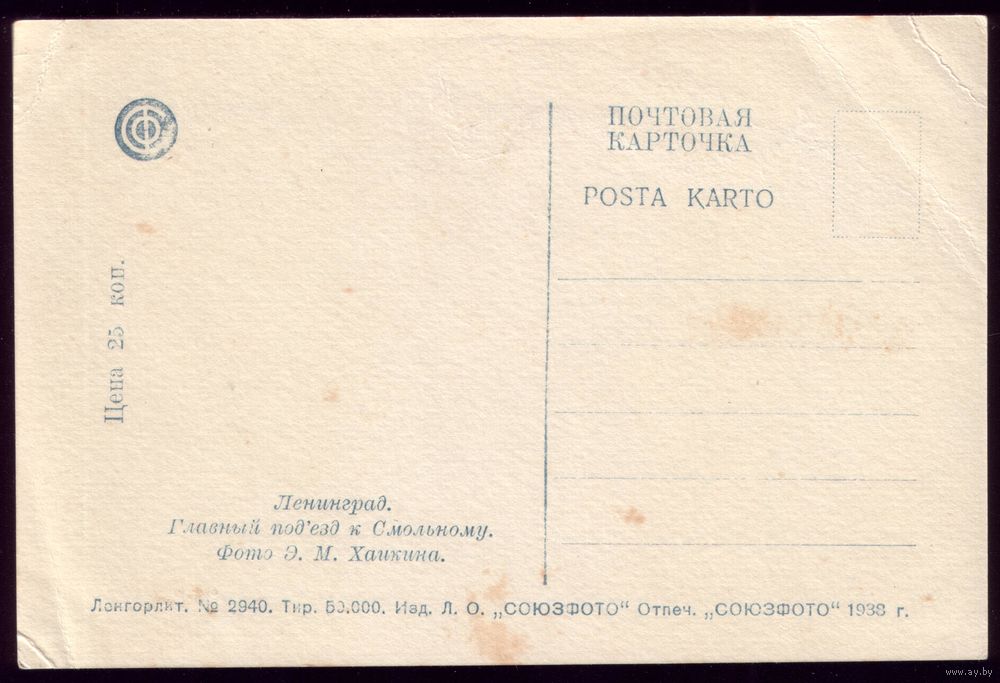 ПОЧТОВАЯ
КАРТОЧКА
POSTA KARTO
Цена 25 коп.
Ленинград.
Главный под'езд к Смольному.
Фото Э. М. Хаикина.
Ленгорлит. № 2940. Тир. 50.000. Изд. Л. О. „СОЮЗФОТО“ Отпеч. „СОЮЗФОТО“ 1938 г.
www.ay.by